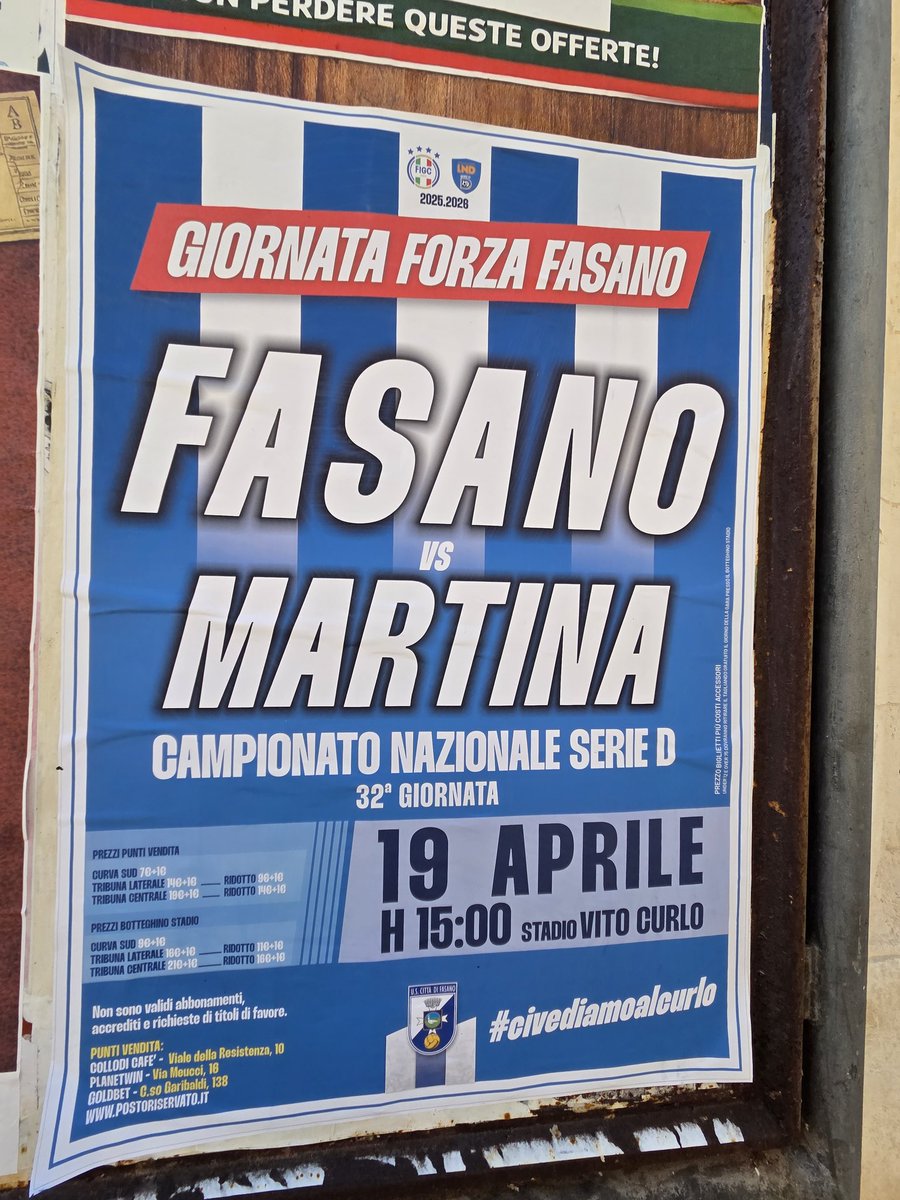 NON PERDERE QUESTE OFFERTE!
A
B
FIGC
LND
2025.2026
GIORNATA FORZA FASANO
FASANO
VS
MARTINA
CAMPIONATO NAZIONALE SERIE D
32ª GIORNATA
PREZZI PUNTI VENDITA
CURVA SUD 7€+1€
TRIBUNA LATERALE 14€+1€ RIDOTTO 9€+1€
TRIBUNA CENTRALE 19€+1€ RIDOTTO 14€+1€
PREZZI BOTTEGHINO STADIO
CURVA SUD 9€+1€
TRIBUNA LATERALE 16€+1€ RIDOTTO 11€+1€
TRIBUNA CENTRALE 21€+1€ RIDOTTO 16€+1€
19 APRILE
H 15:00 STADIO VITO CURLO
Non sono validi abbonamenti,
accrediti e richieste di titoli di favore.
PUNTI VENDITA:
COLLODI CAFE' - Viale della Resistenza, 10
PLANETWIN - Via Meucci, 16
GOLDBET - C.so Garibaldi, 138
WWW.POSTORISERVATO.IT
U.S. CITTÀ DI FASANO
#civediamoalcurlo
PREZZO BIGLIETTI PIÙ COSTI ACCESSORI